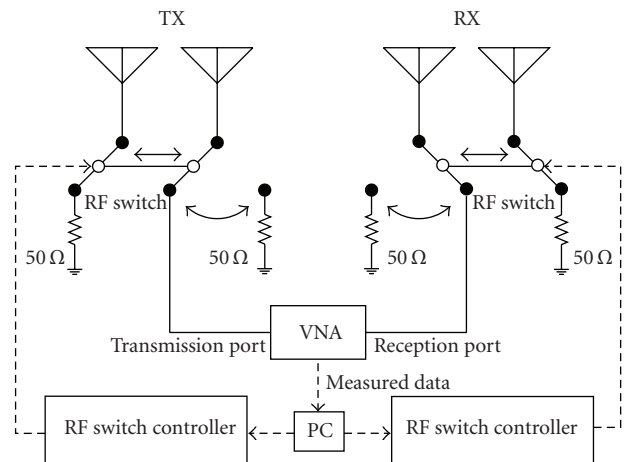 TX
RX
RF switch
RF switch
50 Ω
50 Ω
50 Ω
50 Ω
VNA
Transmission port
Reception port
Measured data
RF switch controller
PC
RF switch controller